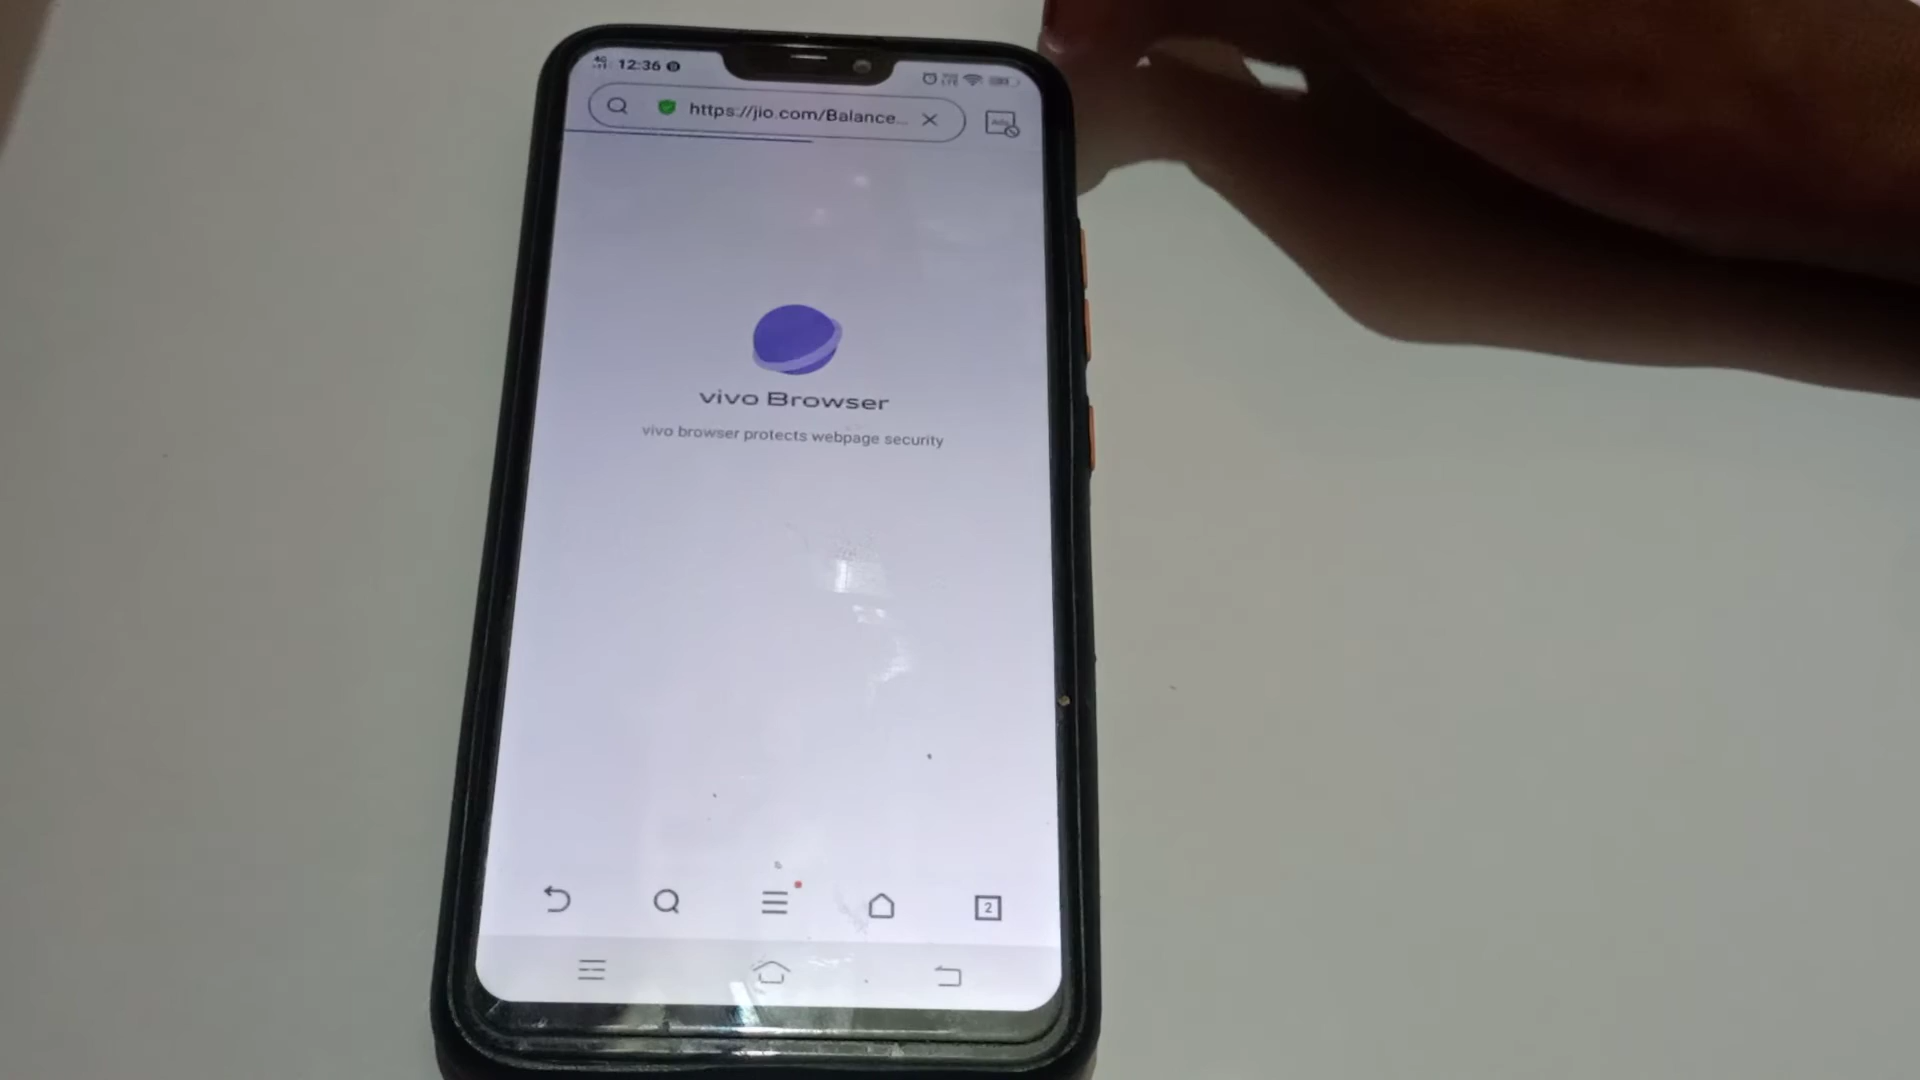 12:36
https://jio.com/Balance...
vivo Browser
vivo browser protects webpage security
2